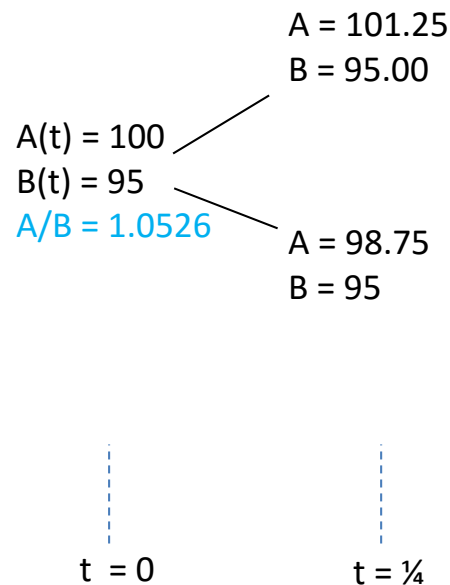 A = 101.25
B = 95.00
A(t) = 100
B(t) = 95
A/B = 1.0526
A = 98.75
B = 95
t  = 0
t = ¼